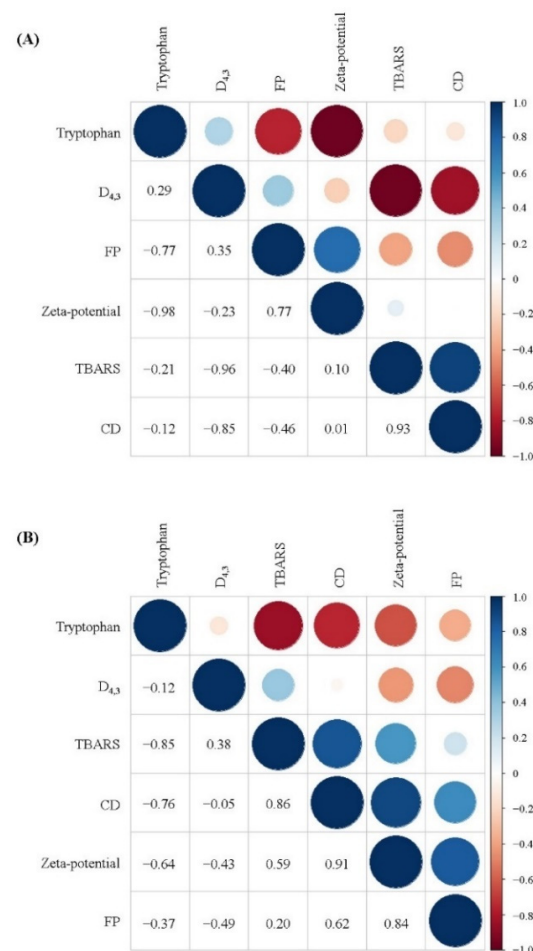 (A)
Tryptophan D₄,₃ FP Zeta-potential TBARS CD
1.0
Tryptophan
0.8
D₄,₃ 0.29
0.6
0.4
FP −0.77 0.35
0.2
0
Zeta-potential −0.98 −0.23 0.77
−0.2
−0.4
TBARS −0.21 −0.96 −0.40 0.10
−0.6
CD −0.12 −0.85 −0.46 0.01 0.93
−0.8
−1.0
(B)
Tryptophan D₄,₃ TBARS CD Zeta-potential FP
1.0
Tryptophan
0.8
D₄,₃ −0.12
0.6
0.4
TBARS −0.85 0.38
0.2
0
CD −0.76 −0.05 0.86
−0.2
−0.4
Zeta-potential −0.64 −0.43 0.59 0.91
−0.6
FP −0.37 −0.49 0.20 0.62 0.84
−0.8
−1.0